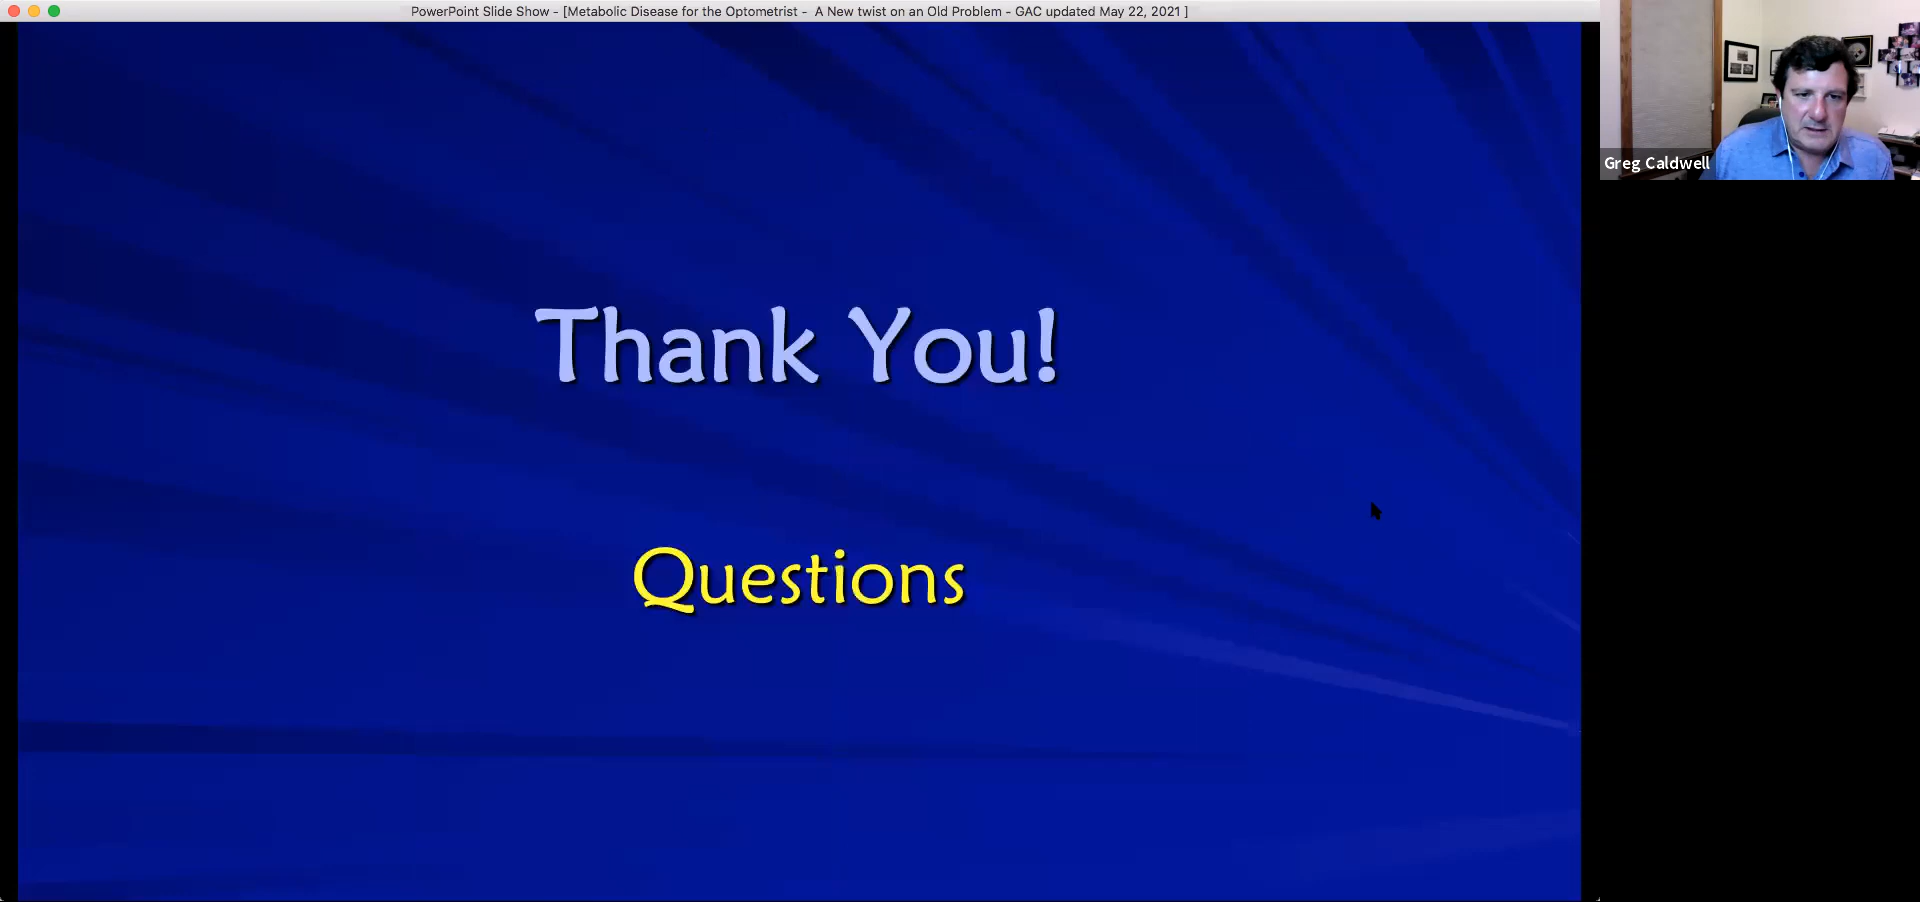 PowerPoint Slide Show - [Metabolic Disease for the Optometrist -  A New twist on an Old Problem - GAC updated May 22, 2021 ]
Greg Caldwell
Thank You!
Questions